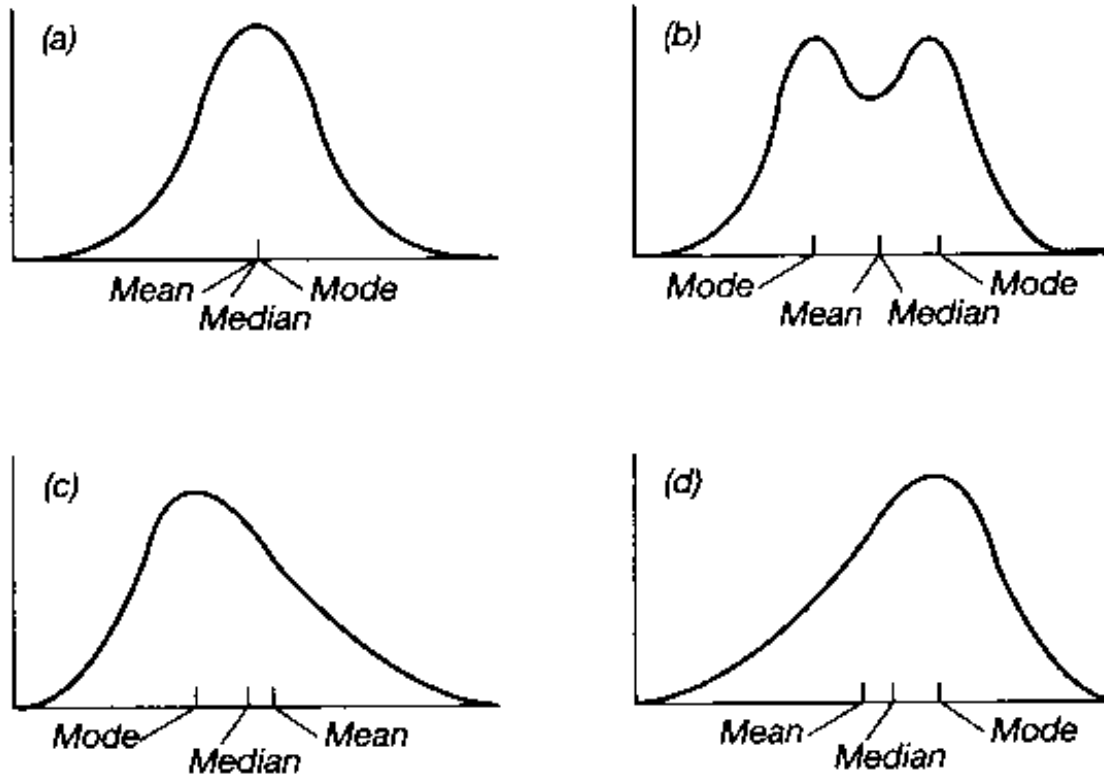 (a)
Mean Mode
Median
(b)
Mode Mode
Mean Median
(c)
Mode Mean
Median
(d)
Mean Mode
Median